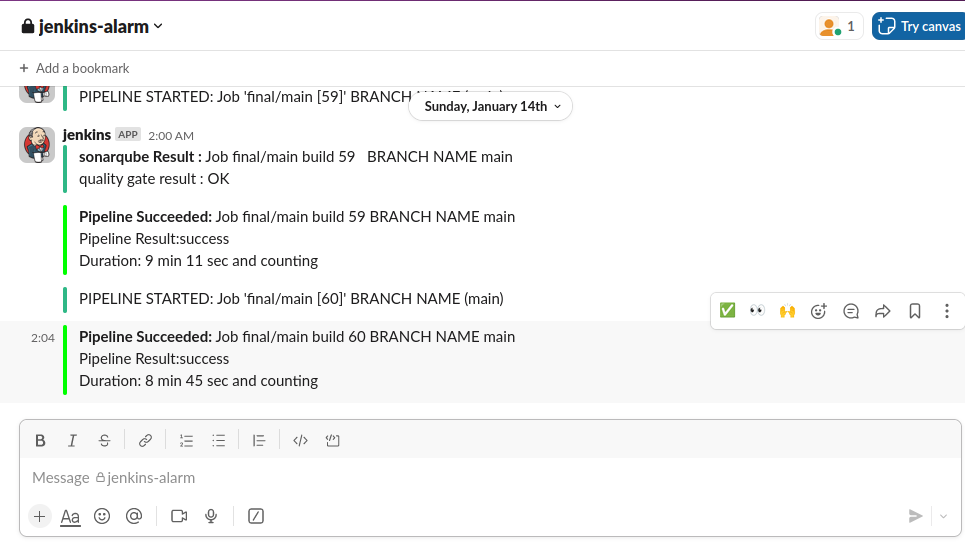 jenkins-alarm
1
Try canvas
+ Add a bookmark
PIPELINE STARTED: Job 'final/main [59]' BRANCH
Sunday, January 14th
jenkins APP 2:00 AM
sonarqube Result : Job final/main build 59 BRANCH NAME main
quality gate result : OK
Pipeline Succeeded: Job final/main build 59 BRANCH NAME main
Pipeline Result:success
Duration: 9 min 11 sec and counting
PIPELINE STARTED: Job 'final/main [60]' BRANCH NAME (main)
2:04 Pipeline Succeeded: Job final/main build 60 BRANCH NAME main
Pipeline Result:success
Duration: 8 min 45 sec and counting
B I S
Message jenkins-alarm
+ Aa @